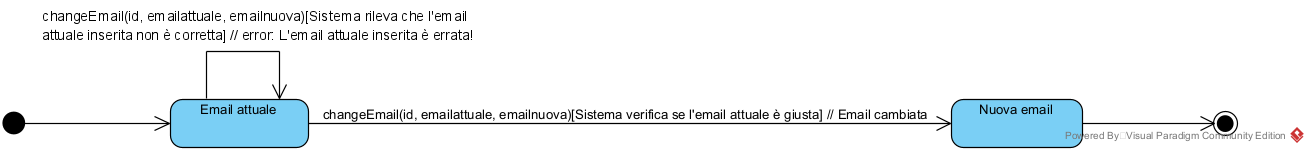 changeEmail(id, emailattuale, emailnuova)[Sistema rileva che l'email
attuale inserita non è corretta] // error: L'email attuale inserita è errata!
Email attuale
changeEmail(id, emailattuale, emailnuova)[Sistema verifica se l'email attuale è giusta] // Email cambiata
Nuova email
Powered By Visual Paradigm Community Edition